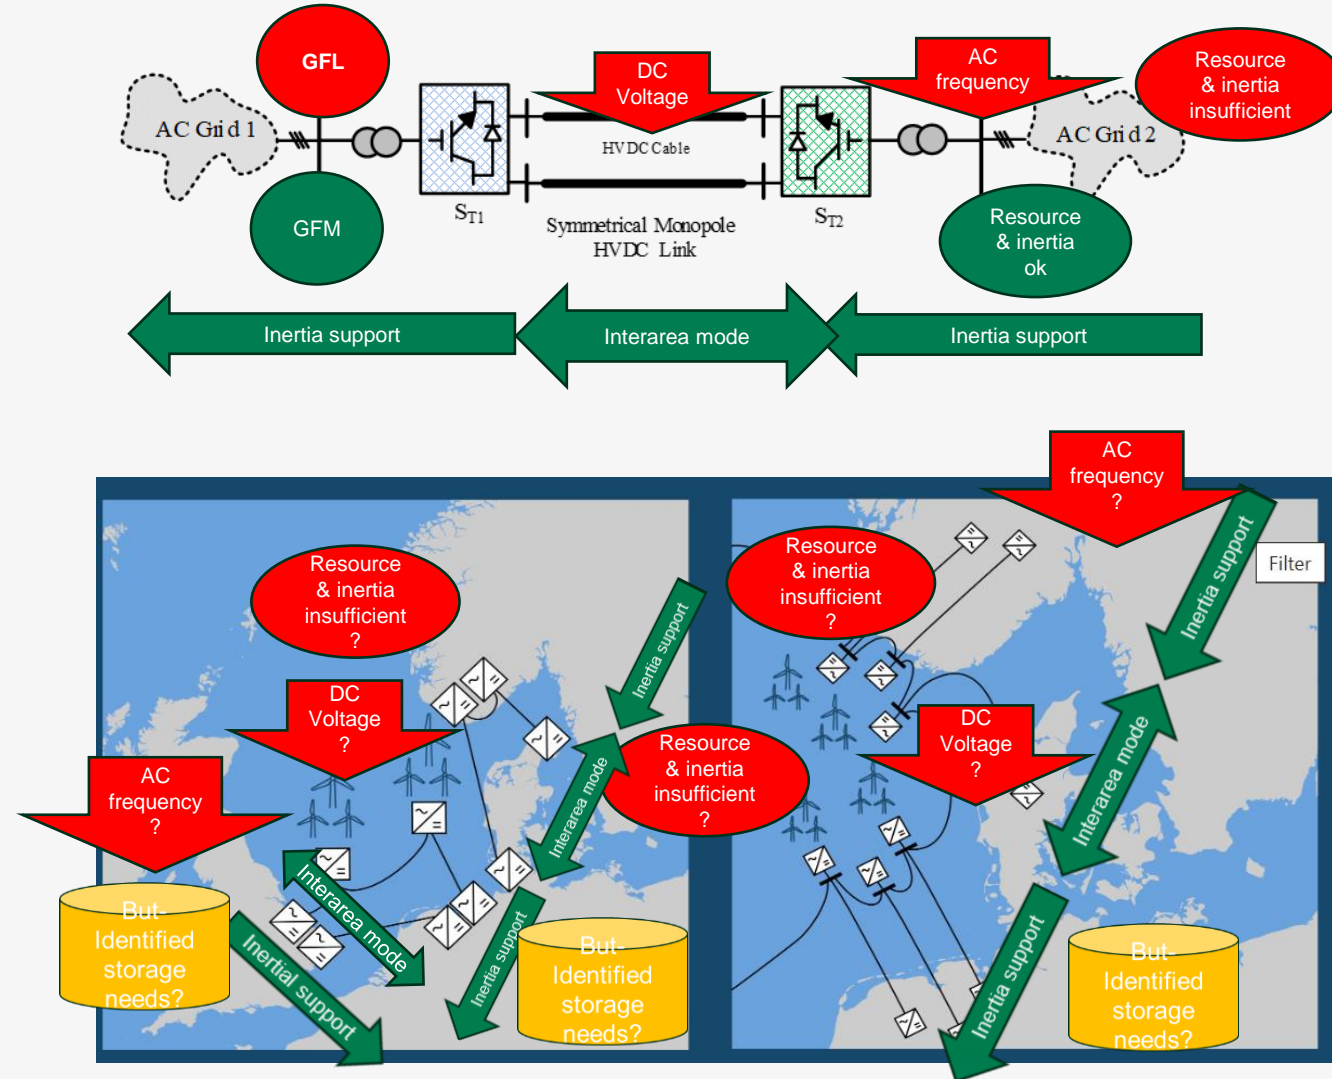 GFL
DC
Voltage
AC
frequency
Resource
& inertia
insufficient
AC Grid 1
HVDC Cable
AC Grid 2
GFM
ST1
Symmetrical Monopole
HVDC Link
ST2
Resource
& inertia
ok
Inertia support
Interarea mode
Inertia support
AC
frequency
?
Resource
& inertia
insufficient
?
Resource
& inertia
insufficient
?
Inertia support
Filter
Inertia support
DC
Voltage
?
Resource
& inertia
insufficient
?
DC
Voltage
?
Interarea mode
AC
frequency
?
Interarea mode
Interarea mode
But-
Identified
storage
needs?
Inertial support
Inertia support
But-
Identified
storage
needs?
Inertia support
But-
Identified
storage
needs?